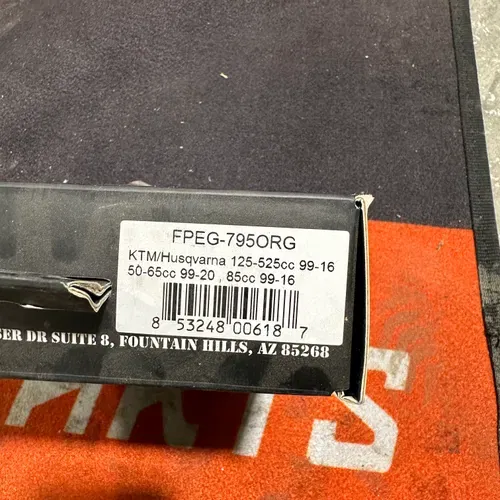 FPEG-795ORG
KTM/Husqvarna 125-525cc 99-16
50-65cc 99-20 , 85cc 99-16
8 53248 00618 7
DR SUITE 8, FOUNTAIN HILLS, AZ 85268